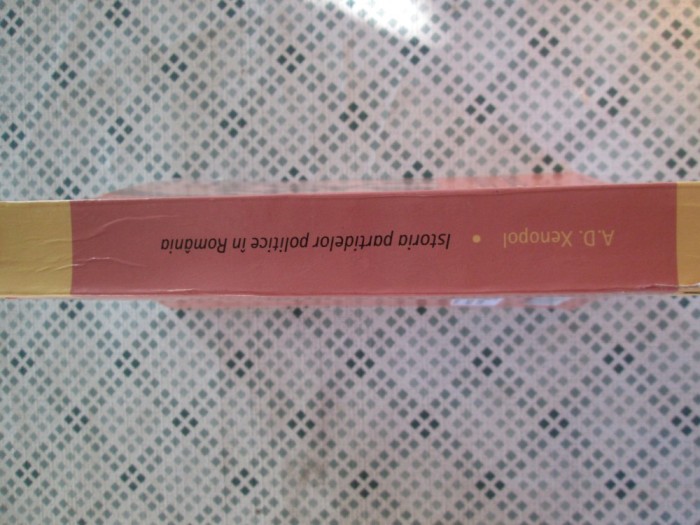 A.D. Xenopol • Istoria partidelor politice în România